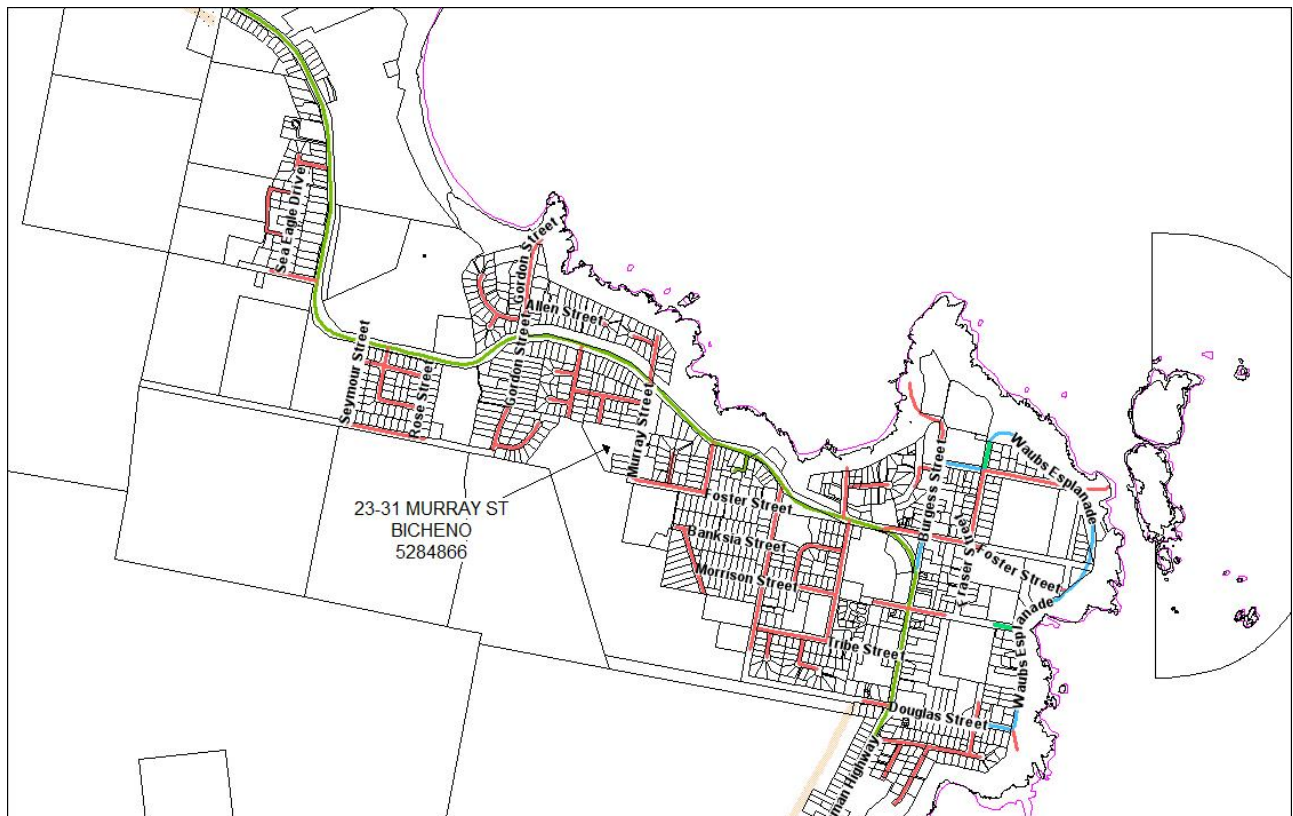 Sea Eagle Drive
Gordon Street
Allen Street
Seymour Street
Rose Street
Gordon Street
Murray Street
23-31 MURRAY ST
BICHENO
5284866
Foster Street
Banksia Street
Morrison Street
Tribe Street
Burgess Street
Fraser Street
Waubs Esplanade
Foster Street
Waubs Esplanade
Douglas Street
man Highway